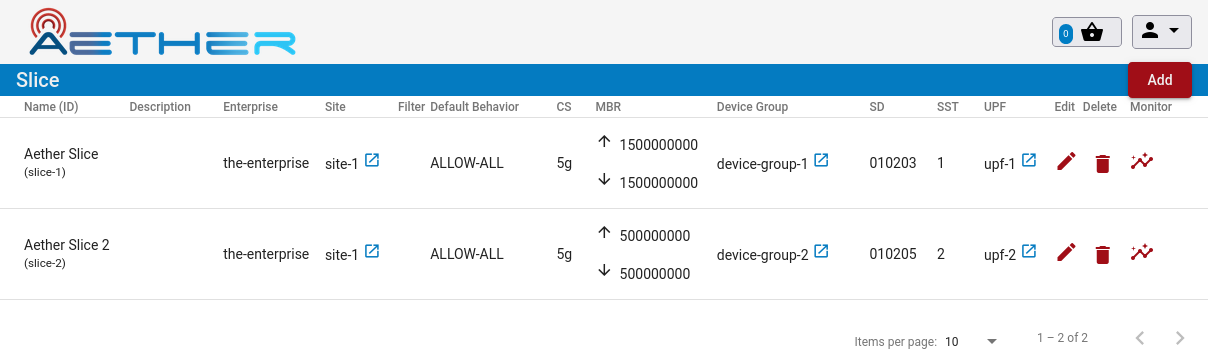 AETHER
0
Slice
Add
Name (ID) Description Enterprise Site Filter Default Behavior CS MBR Device Group SD SST UPF Edit Delete Monitor
Aether Slice
(slice-1)
the-enterprise site-1 ALLOW-ALL 5g 1500000000 device-group-1 010203 1 upf-1
1500000000
Aether Slice 2
(slice-2)
the-enterprise site-1 ALLOW-ALL 5g 500000000 device-group-2 010205 2 upf-2
500000000
Items per page: 10 1 – 2 of 2